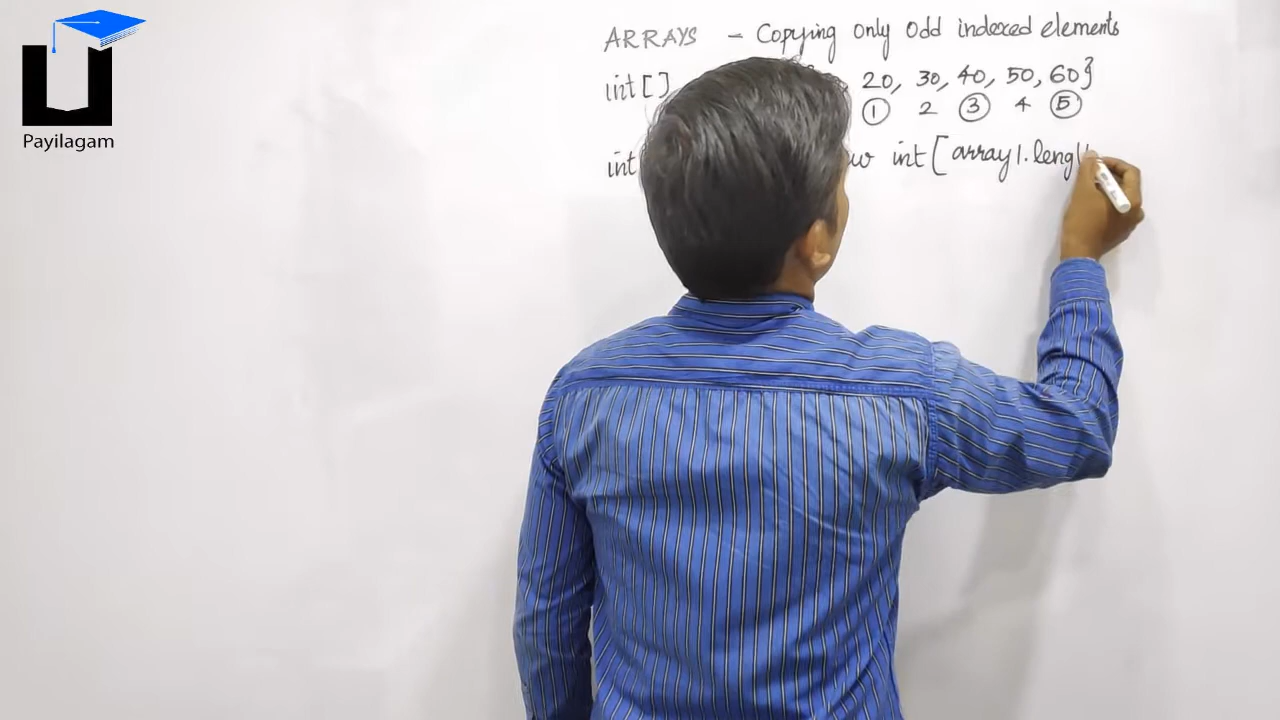 Payilagam
ARRAYS - Copying only odd indexed elements
int[] 20, 30, 40, 50, 60}
1 2 3 4 5
int int[array1.leng